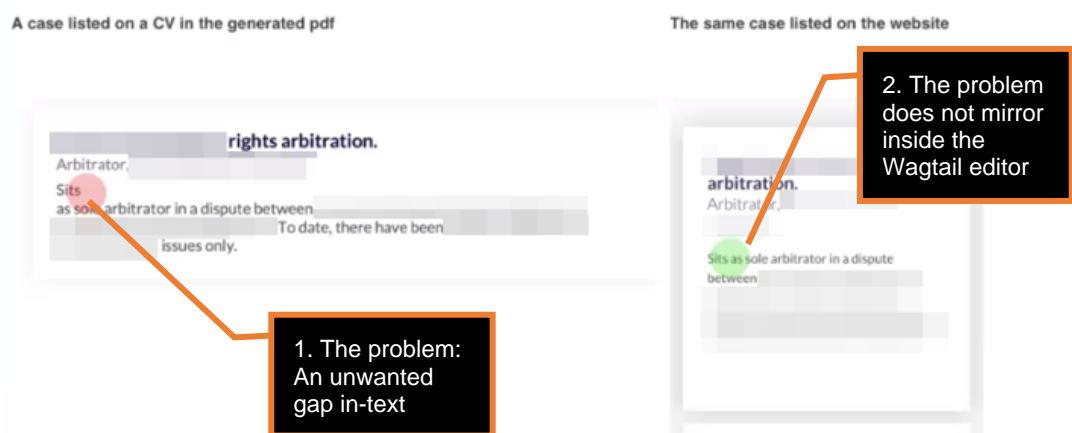 A case listed on a CV in the generated pdf
rights arbitration.
Arbitrator,
Sits
as sole arbitrator in a dispute between
To date, there have been
issues only.
1. The problem:
An unwanted
gap in-text
The same case listed on the website
2. The problem
does not mirror
inside the
Wagtail editor
arbitration.
Arbitrator,
Sits as sole arbitrator in a dispute
between